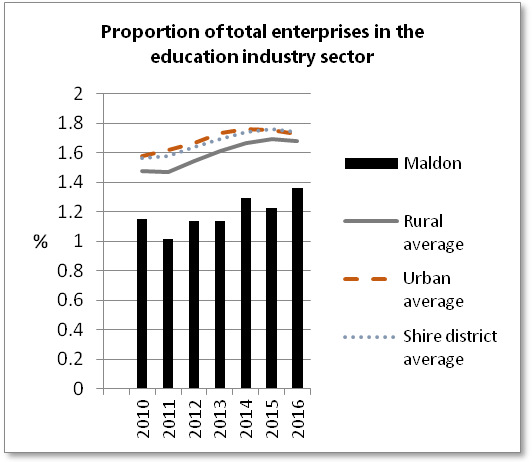 Proportion of total enterprises in the
education industry sector
2
1.8
1.6
1.4
1.2
1
0.8
0.6
0.4
0.2
0
%
2010
2011
2012
2013
2014
2015
2016
Maldon
Rural
average
Urban
average
Shire district
average